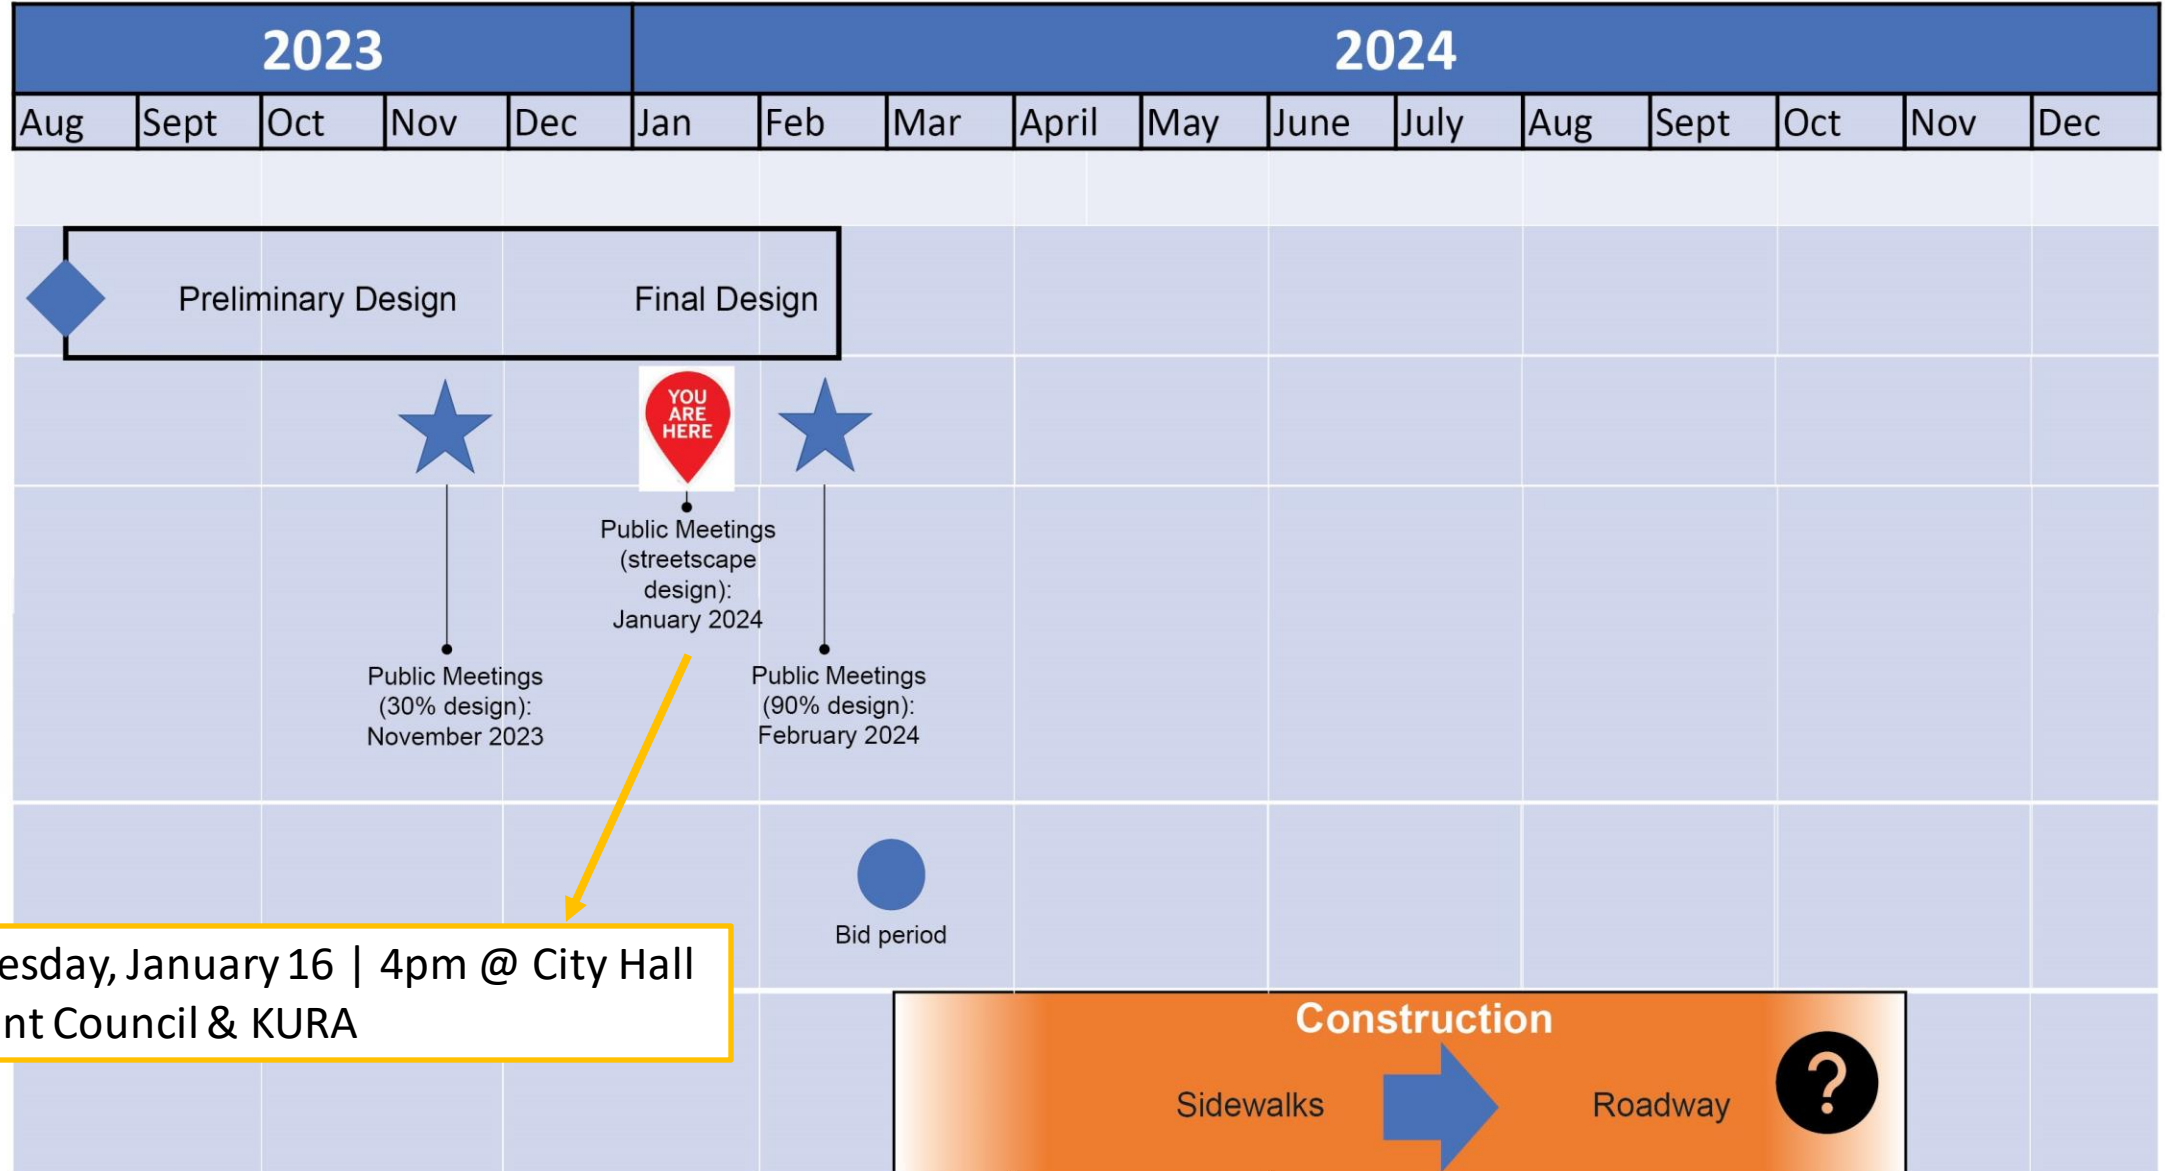 2023 2024
Aug Sept Oct Nov Dec Jan Feb Mar April May June July Aug Sept Oct Nov Dec
Preliminary Design Final Design
YOU
ARE
HERE
Public Meetings
(streetscape
design):
January 2024
Public Meetings
(30% design):
November 2023
Public Meetings
(90% design):
February 2024
Bid period
esday, January 16 | 4pm @ City Hall
nt Council & KURA
Construction
Sidewalks Roadway
?